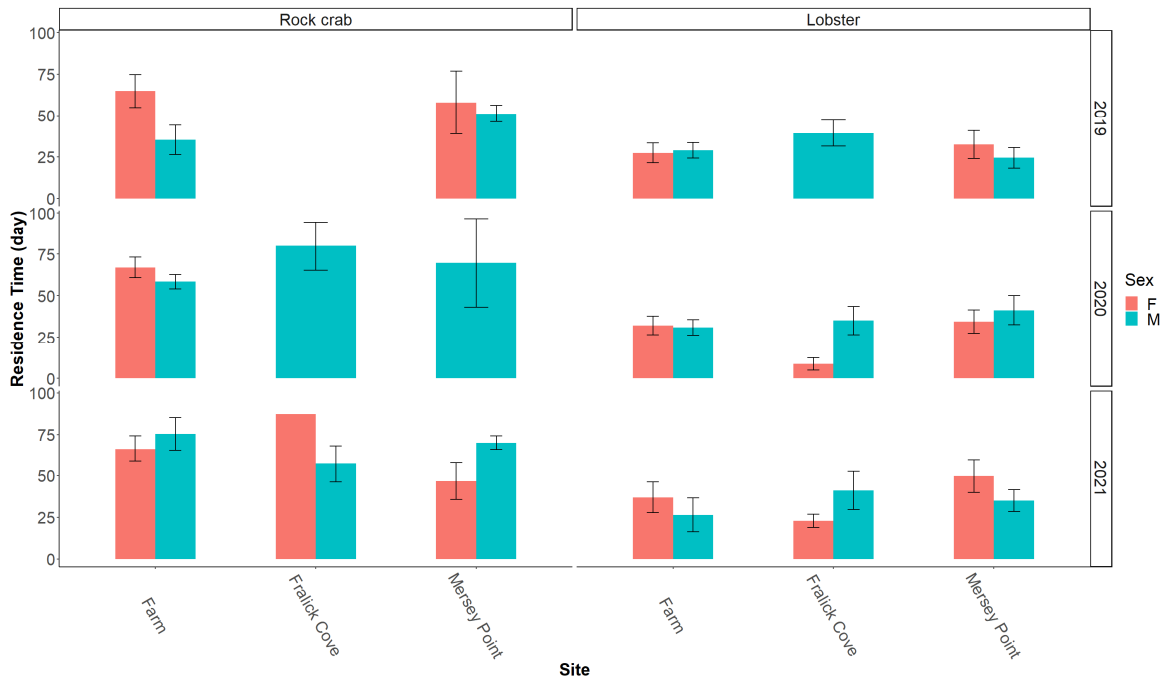 Rock crab Lobster
Residence Time (day)
100
75
50
25
0
2019
100
75
50
25
0
2020
100
75
50
25
0
2021
Sex
F
M
Farm Fralick Cove Mersey Point Farm Fralick Cove Mersey Point
Site